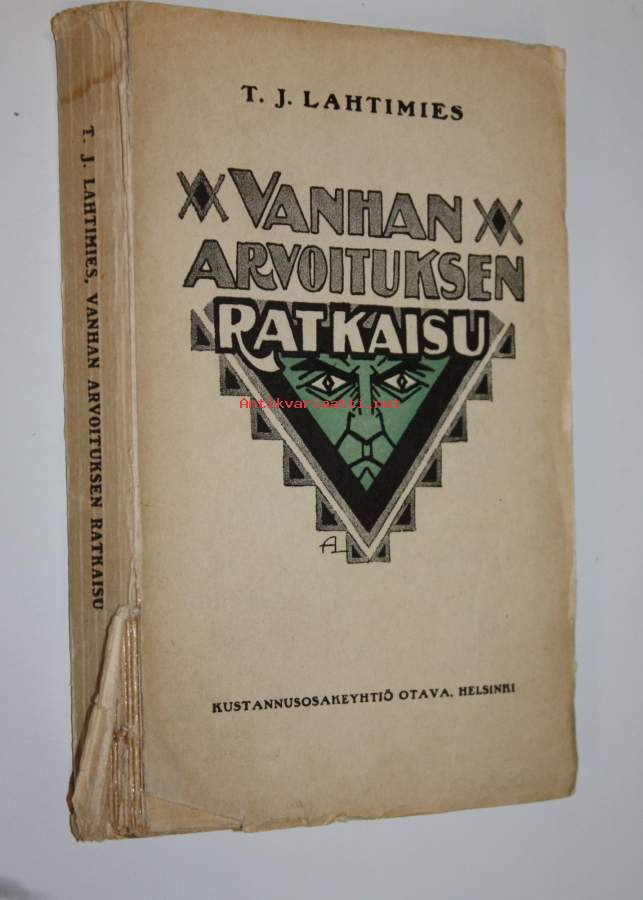 T. J. LAHTIMIES
VANHAN
ARVOITUKSEN
RATKAISU
Antikvariaatti.net
AL
KUSTANNUSOSAKEYHTIÖ OTAVA, HELSINKI
T. J. LAHTIMIES, VANHAN ARVOITUKSEN RATKAISU